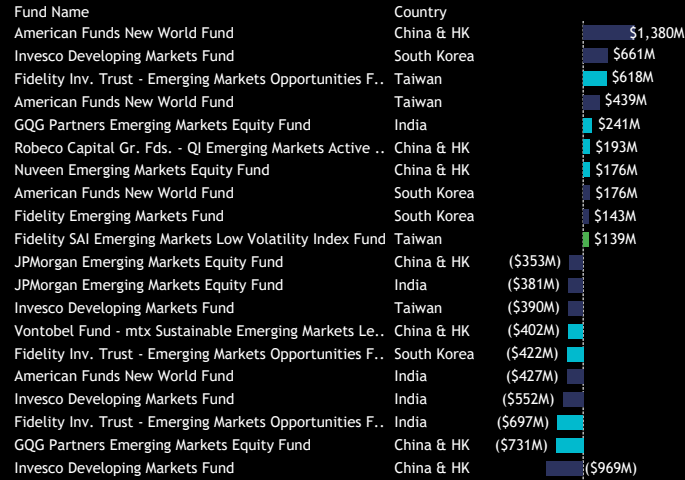 Fund Name Country
American Funds New World Fund China & HK $1,380M
Invesco Developing Markets Fund South Korea $661M
Fidelity Inv. Trust - Emerging Markets Opportunities F.. Taiwan $618M
American Funds New World Fund Taiwan $439M
GQG Partners Emerging Markets Equity Fund India $241M
Robeco Capital Gr. Fds. - QI Emerging Markets Active .. China & HK $193M
Nuveen Emerging Markets Equity Fund China & HK $176M
American Funds New World Fund South Korea $176M
Fidelity Emerging Markets Fund South Korea $143M
Fidelity SAI Emerging Markets Low Volatility Index Fund Taiwan $139M
JPMorgan Emerging Markets Equity Fund China & HK ($353M)
JPMorgan Emerging Markets Equity Fund India ($381M)
Invesco Developing Markets Fund Taiwan ($390M)
Vontobel Fund - mtx Sustainable Emerging Markets Le.. China & HK ($402M)
Fidelity Inv. Trust - Emerging Markets Opportunities F.. South Korea ($422M)
American Funds New World Fund India ($427M)
Invesco Developing Markets Fund India ($552M)
Fidelity Inv. Trust - Emerging Markets Opportunities F.. India ($697M)
GQG Partners Emerging Markets Equity Fund China & HK ($731M)
Invesco Developing Markets Fund China & HK ($969M)